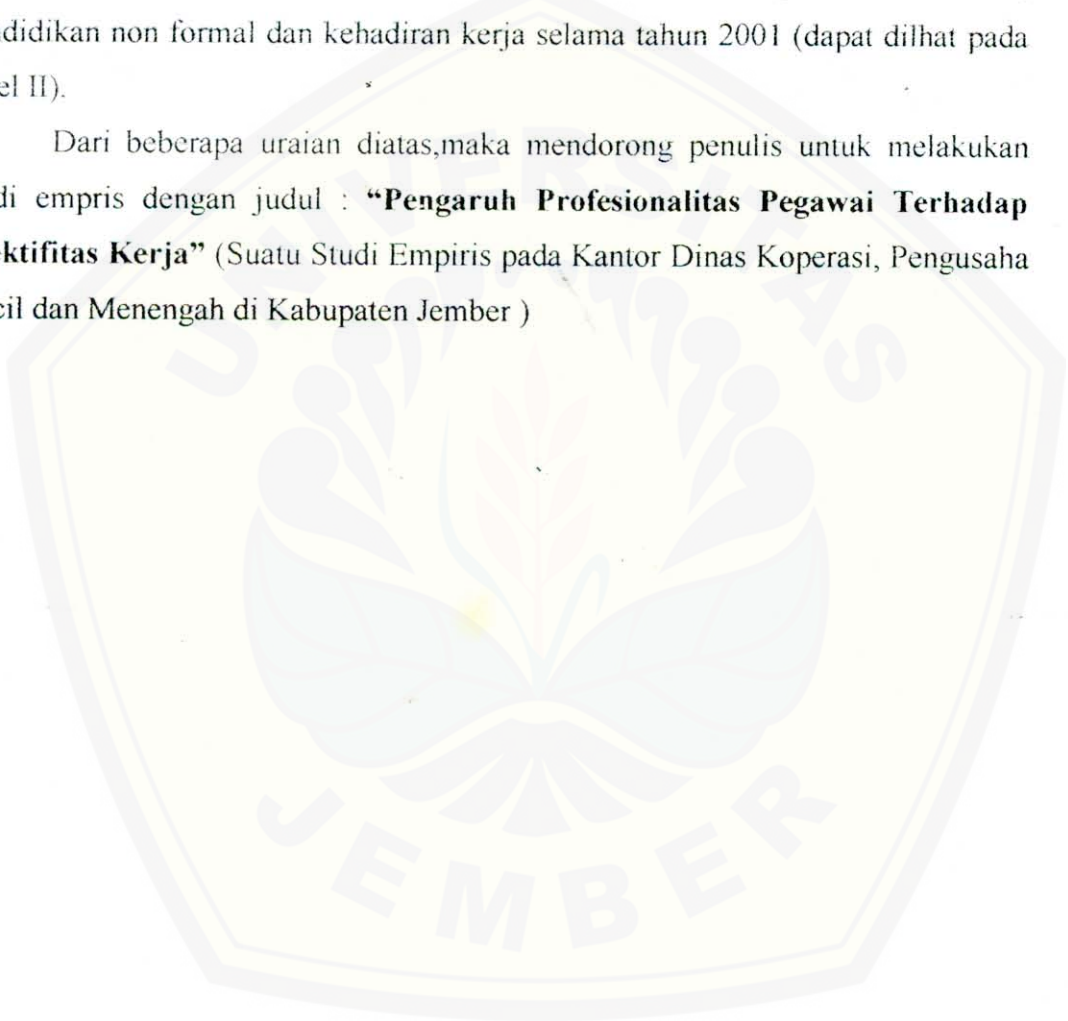 didikan non formal dan kehadiran kerja selama tahun 2001 (dapat dilhat pada
el II).
Dari beberapa uraian diatas,maka mendorong penulis untuk melakukan
di empris dengan judul : “Pengaruh Profesionalitas Pegawai Terhadap
ktifitas Kerja” (Suatu Studi Empiris pada Kantor Dinas Koperasi, Pengusaha
cil dan Menengah di Kabupaten Jember )
UNIVERSITAS
JEMBER